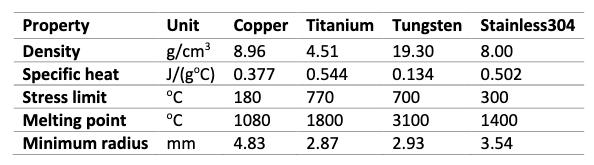 Property Unit Copper Titanium Tungsten Stainless304
Density g/cm³ 8.96 4.51 19.30 8.00
Specific heat J/(g°C) 0.377 0.544 0.134 0.502
Stress limit °C 180 770 700 300
Melting point °C 1080 1800 3100 1400
Minimum radius mm 4.83 2.87 2.93 3.54